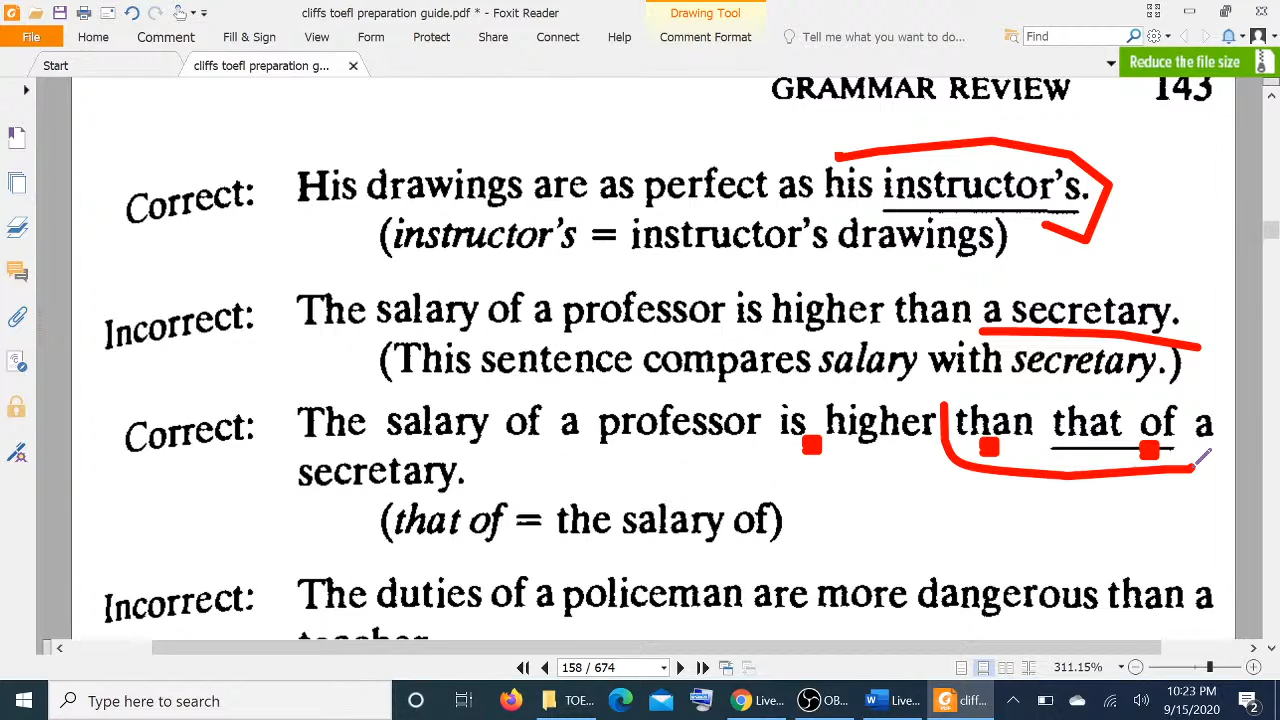 cliffs toefl preparation guide.pdf * - Foxit Reader
Drawing Tool
File Home Comment Fill & Sign View Form Protect Share Connect Help Comment Format Tell me what you want to do... Find
Start cliffs toefl preparation g...
Reduce the file size
GRAMMAR REVIEW 143
Correct: His drawings are as perfect as his instructor's.
(instructor's = instructor's drawings)
Incorrect: The salary of a professor is higher than a secretary.
(This sentence compares salary with secretary.)
Correct: The salary of a professor is higher than that of a
secretary.
(that of = the salary of)
Incorrect: The duties of a policeman are more dangerous than a
teacher.
158 / 674
311.15%
Type here to search
TOE...
Live...
OB...
Live...
cliff...
10:23 PM
9/15/2020
2